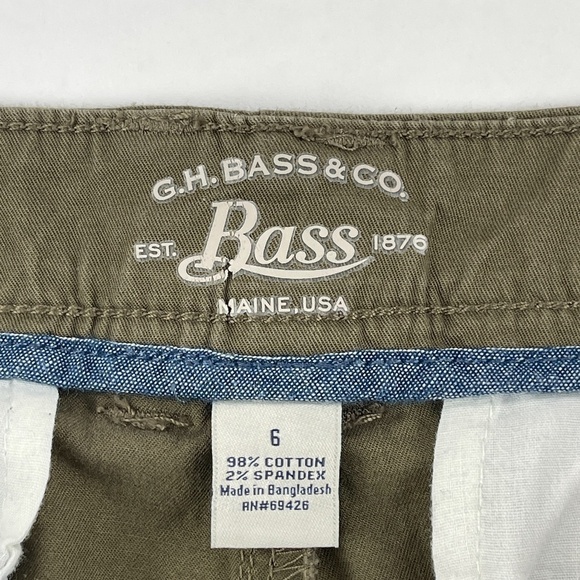 G.H. BASS & CO.
EST. Bass 1876
MAINE, USA
6
98% COTTON
2% SPANDEX
Made in Bangladesh
RN#69426